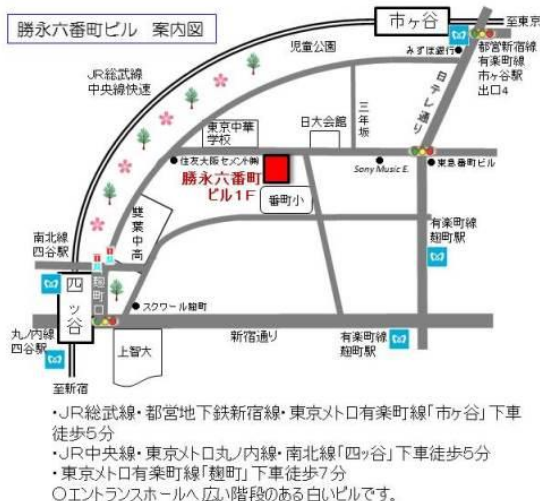 勝永六番町ビル 案内図
市ヶ谷
至東京
児童公園
みずほ銀行
都営新宿線
有楽町線
市ヶ谷駅
出口4
JR総武線
中央線快速
日テレ通り
三年坂
東京中華
学校
日大会館
住友大阪セメント㈱
Sony Music E.
東急番町ビル
勝永六番町
ビル1F
番町小
雙葉中高
有楽町線
麹町駅
南北線
四谷駅
四ッ谷
麹町口
スクワール麹町
丸ノ内線
四谷駅
上智大
新宿通り
有楽町線
麹町駅
至新宿
・JR総武線・都営地下鉄新宿線・東京メトロ有楽町線「市ヶ谷」下車
徒歩5分
・JR中央線・東京メトロ丸ノ内線・南北線「四ッ谷」下車徒歩5分
・東京メトロ有楽町線「麹町」下車徒歩7分
○エントランスホールへ広い階段のある白いビルです。